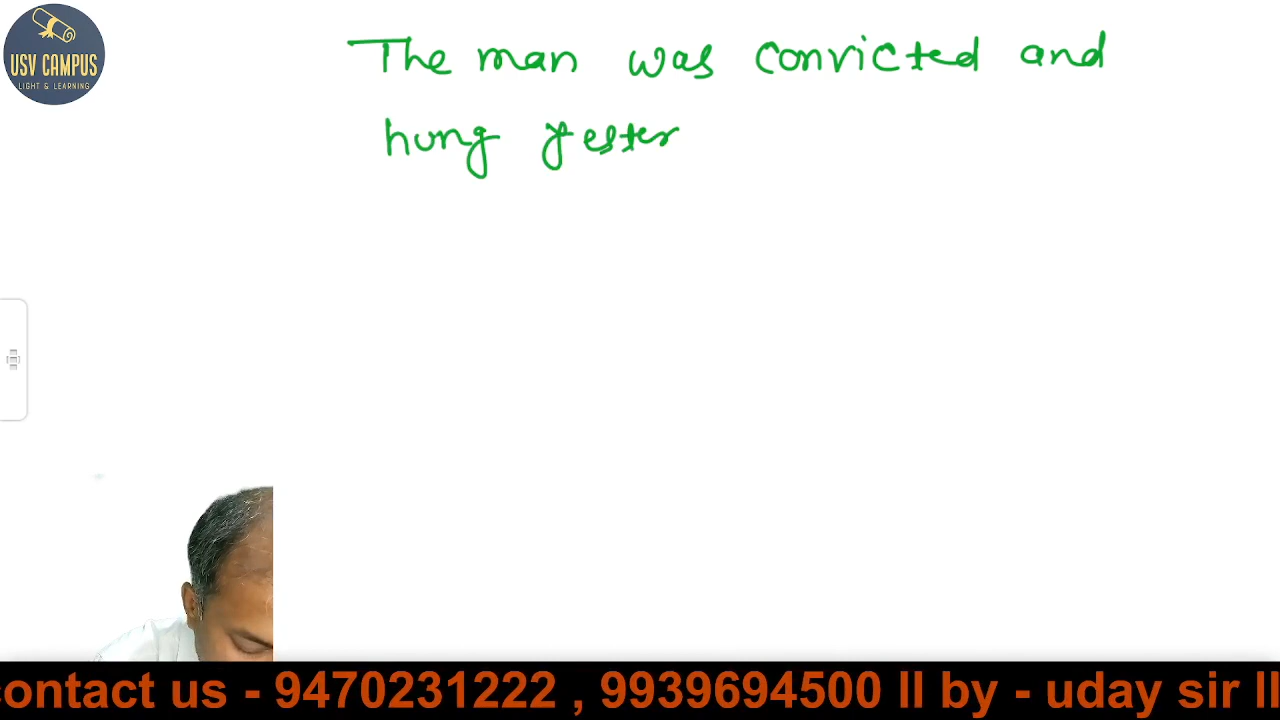 USV CAMPUS
LIGHT & LEARNING
The man was convicted and
hung yester
contact us - 9470231222 , 9939694500 ll by - uday sir ll